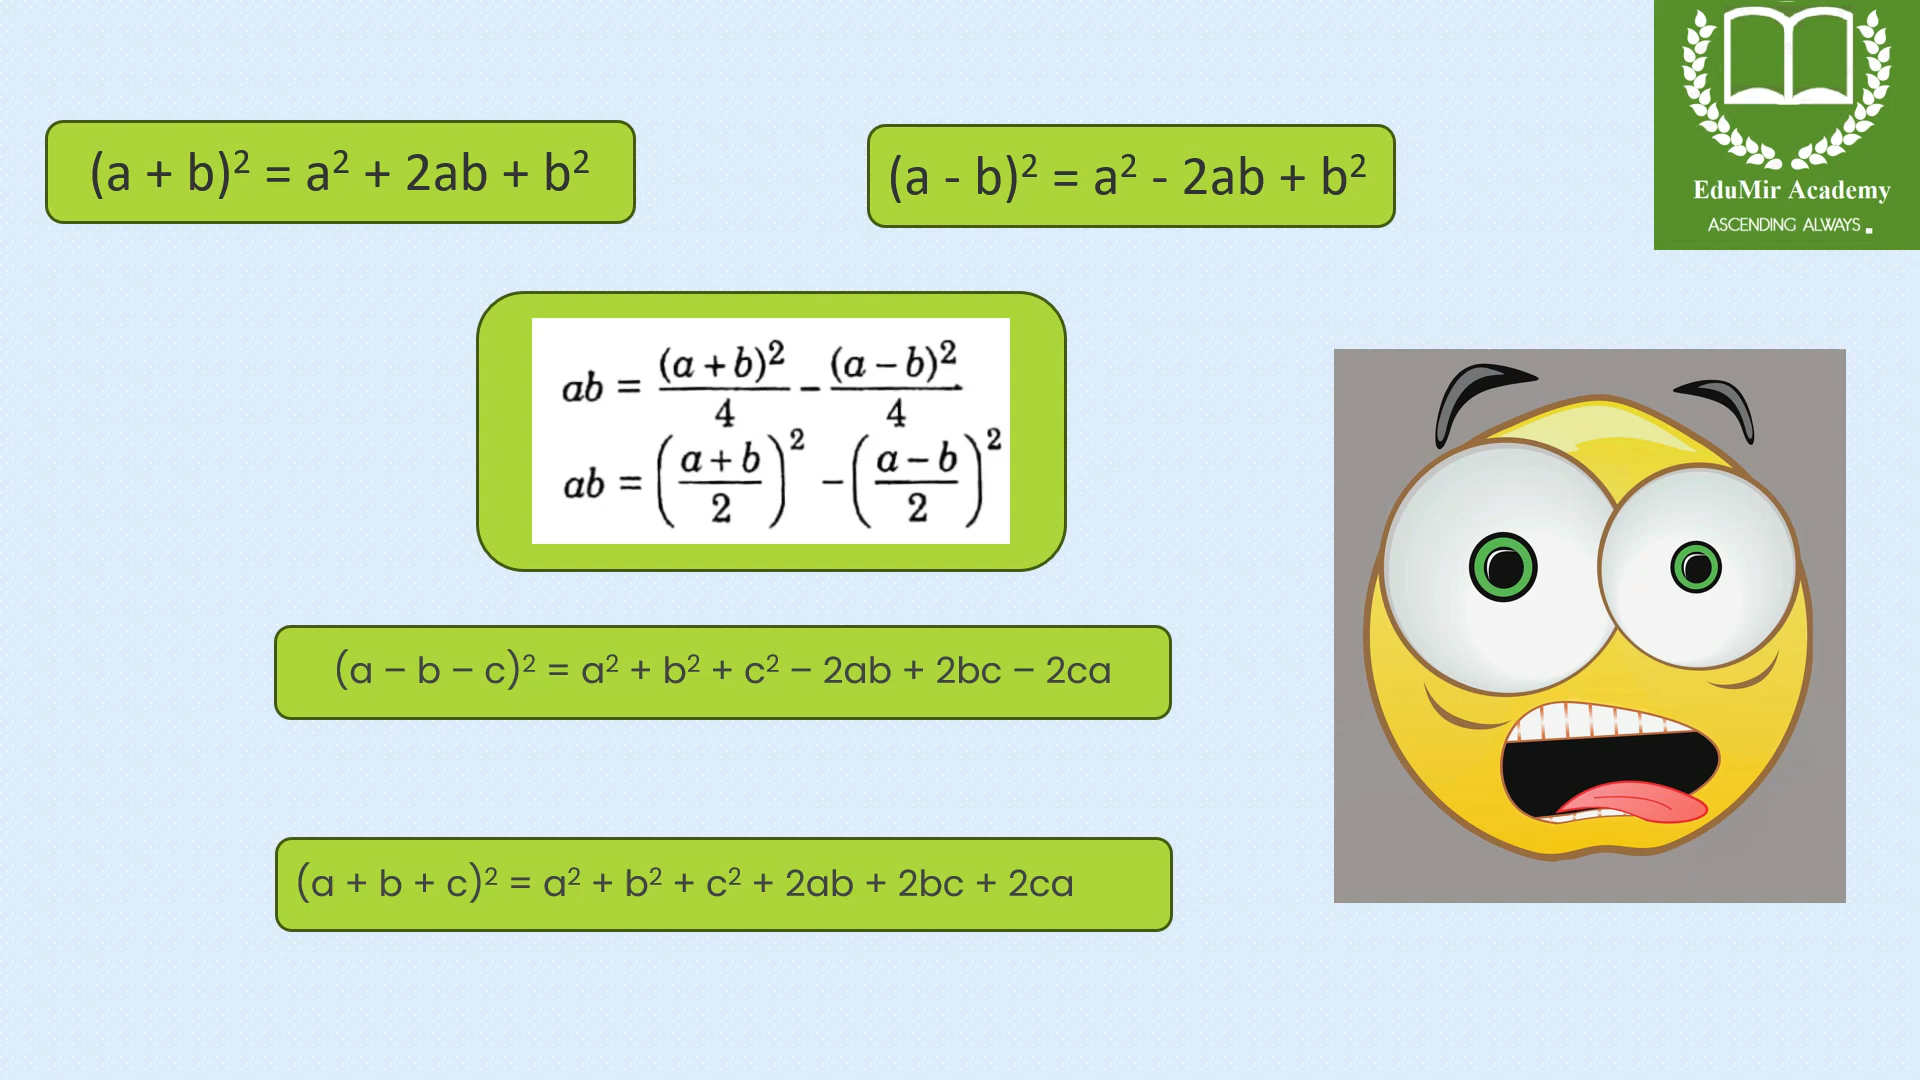 (a + b)² = a² + 2ab + b²
(a - b)² = a² - 2ab + b²
EduMir Academy
ASCENDING ALWAYS.
ab = (a + b)²/4 − (a − b)²/4
ab = ((a + b)/2)² − ((a − b)/2)²
(a – b – c)² = a² + b² + c² – 2ab + 2bc – 2ca
(a + b + c)² = a² + b² + c² + 2ab + 2bc + 2ca